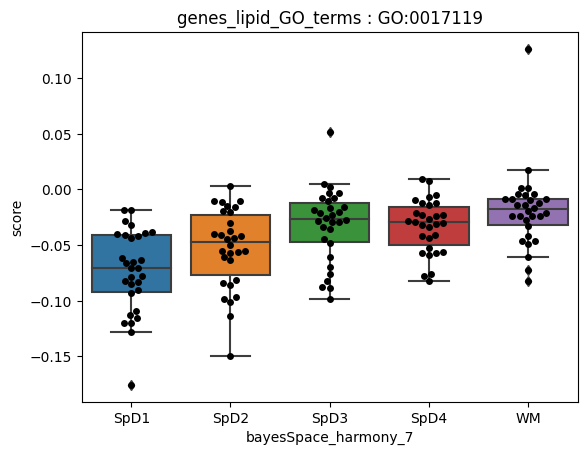 genes_lipid_GO_terms : GO:0017119
score
0.10
0.05
0.00
−0.05
−0.10
−0.15
SpD1 SpD2 SpD3 SpD4 WM
bayesSpace_harmony_7